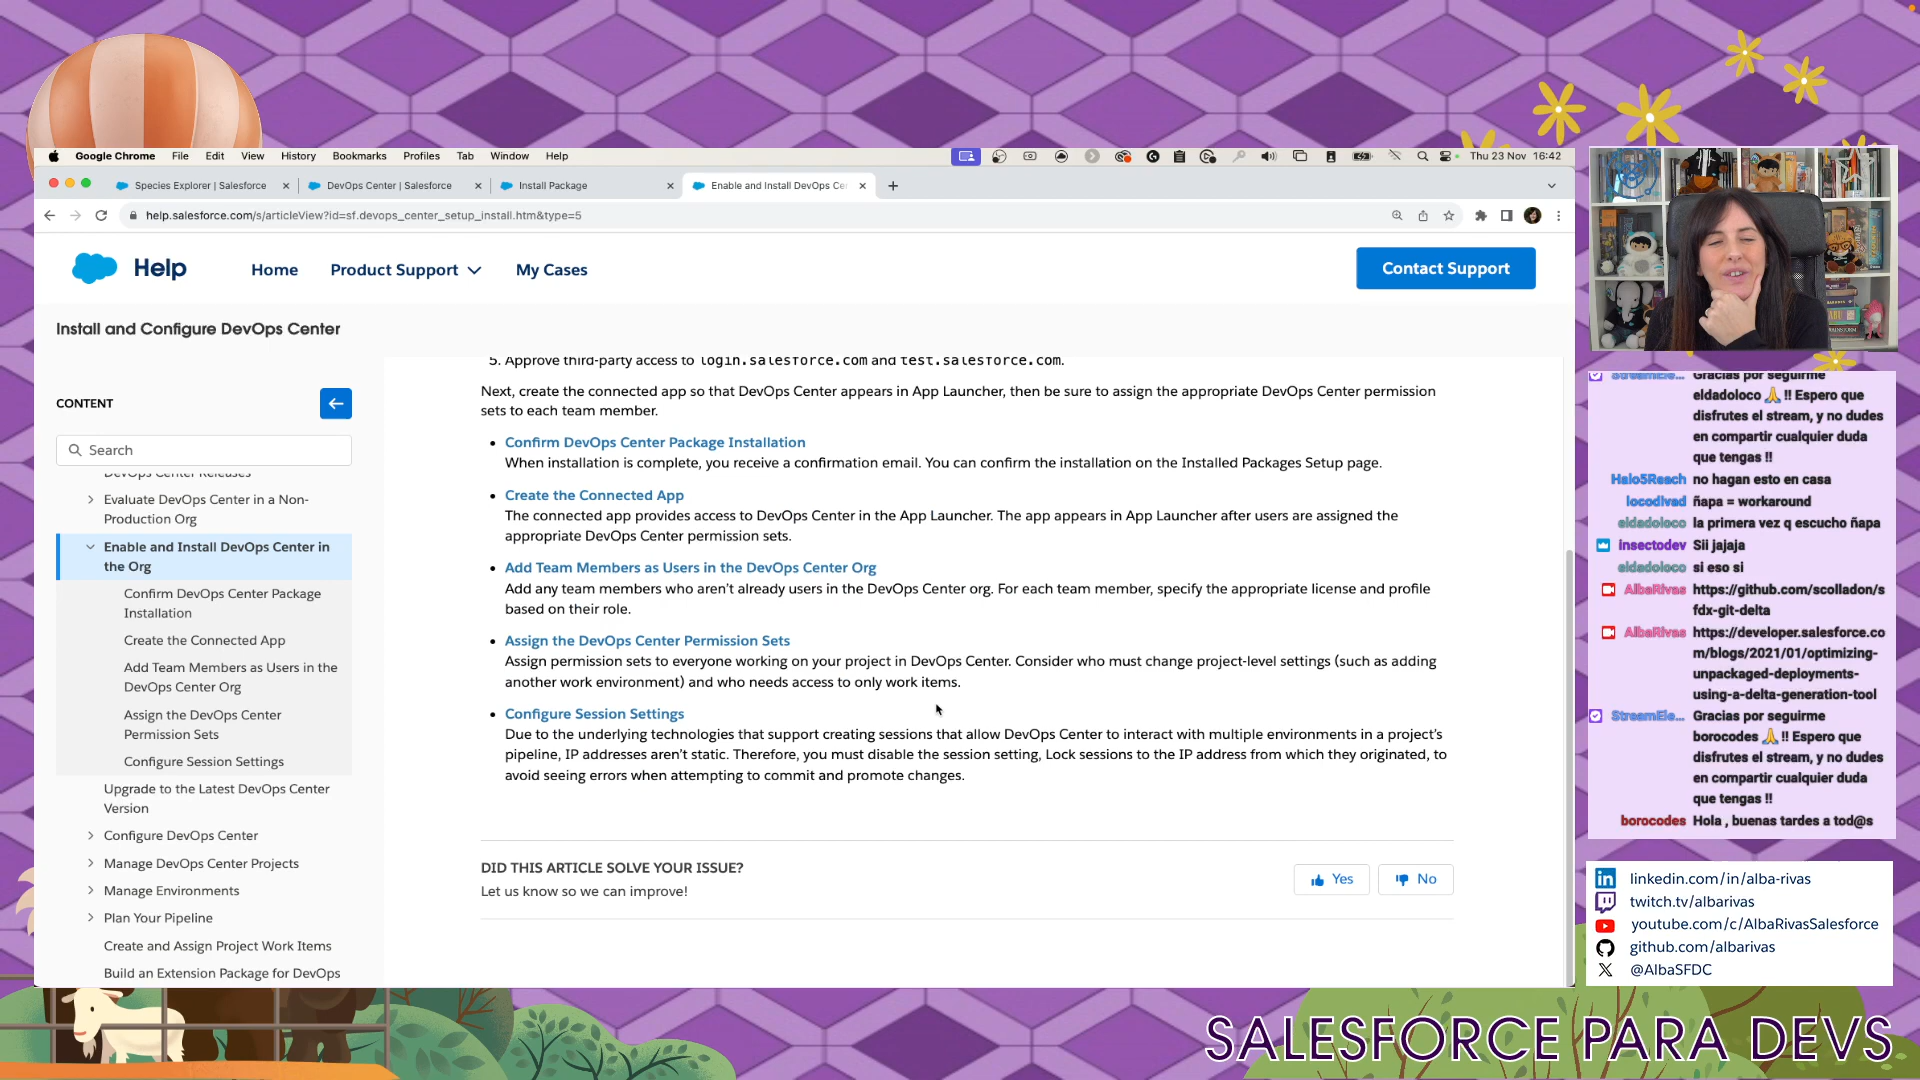 Google Chrome File Edit View History Bookmarks Profiles Tab Window Help Thu 23 Nov 16:42
Species Explorer | Salesforce
DevOps Center | Salesforce
Install Package
Enable and Install DevOps Ce
help.salesforce.com/s/articleView?id=sf.devops_center_setup_install.htm&type=5
Help
Home
Product Support
My Cases
Contact Support
Install and Configure DevOps Center
CONTENT
Search
DevOps Center Releases
Evaluate DevOps Center in a Non-
Production Org
Enable and Install DevOps Center in
the Org
Confirm DevOps Center Package
Installation
Create the Connected App
Add Team Members as Users in the
DevOps Center Org
Assign the DevOps Center
Permission Sets
Configure Session Settings
Upgrade to the Latest DevOps Center
Version
Configure DevOps Center
Manage DevOps Center Projects
Manage Environments
Plan Your Pipeline
Create and Assign Project Work Items
Build an Extension Package for DevOps
5. Approve third-party access to login.salesforce.com and test.salesforce.com.
Next, create the connected app so that DevOps Center appears in App Launcher, then be sure to assign the appropriate DevOps Center permission
sets to each team member.
• Confirm DevOps Center Package Installation
When installation is complete, you receive a confirmation email. You can confirm the installation on the Installed Packages Setup page.
• Create the Connected App
The connected app provides access to DevOps Center in the App Launcher. The app appears in App Launcher after users are assigned the
appropriate DevOps Center permission sets.
• Add Team Members as Users in the DevOps Center Org
Add any team members who aren't already users in the DevOps Center org. For each team member, specify the appropriate license and profile
based on their role.
• Assign the DevOps Center Permission Sets
Assign permission sets to everyone working on your project in DevOps Center. Consider who must change project-level settings (such as adding
another work environment) and who needs access to only work items.
• Configure Session Settings
Due to the underlying technologies that support creating sessions that allow DevOps Center to interact with multiple environments in a project's
pipeline, IP addresses aren't static. Therefore, you must disable the session setting, Lock sessions to the IP address from which they originated, to
avoid seeing errors when attempting to commit and promote changes.
DID THIS ARTICLE SOLVE YOUR ISSUE?
Let us know so we can improve!
Yes
No
StreamEle... Gracias por seguirme
eldadoloco 🙏 !! Espero que
disfrutes el stream, y no dudes
en compartir cualquier duda
que tengas !!
Halo5Reach no hagan esto en casa
locodivad ñapa = workaround
eldadoloco la primera vez q escucho ñapa
insectodev Sii jajaja
eldadoloco si eso si
AlbaRivas https://github.com/scolladon/s
fdx-git-delta
AlbaRivas https://developer.salesforce.co
m/blogs/2021/01/optimizing-
unpackaged-deployments-
using-a-delta-generation-tool
StreamEle... Gracias por seguirme
borocodes 🙏 !! Espero que
disfrutes el stream, y no dudes
en compartir cualquier duda
que tengas !!
borocodes Hola , buenas tardes a tod@s
linkedin.com/in/alba-rivas
twitch.tv/albarivas
youtube.com/c/AlbaRivasSalesforce
github.com/albarivas
@AlbaSFDC
SALESFORCE PARA DEVS